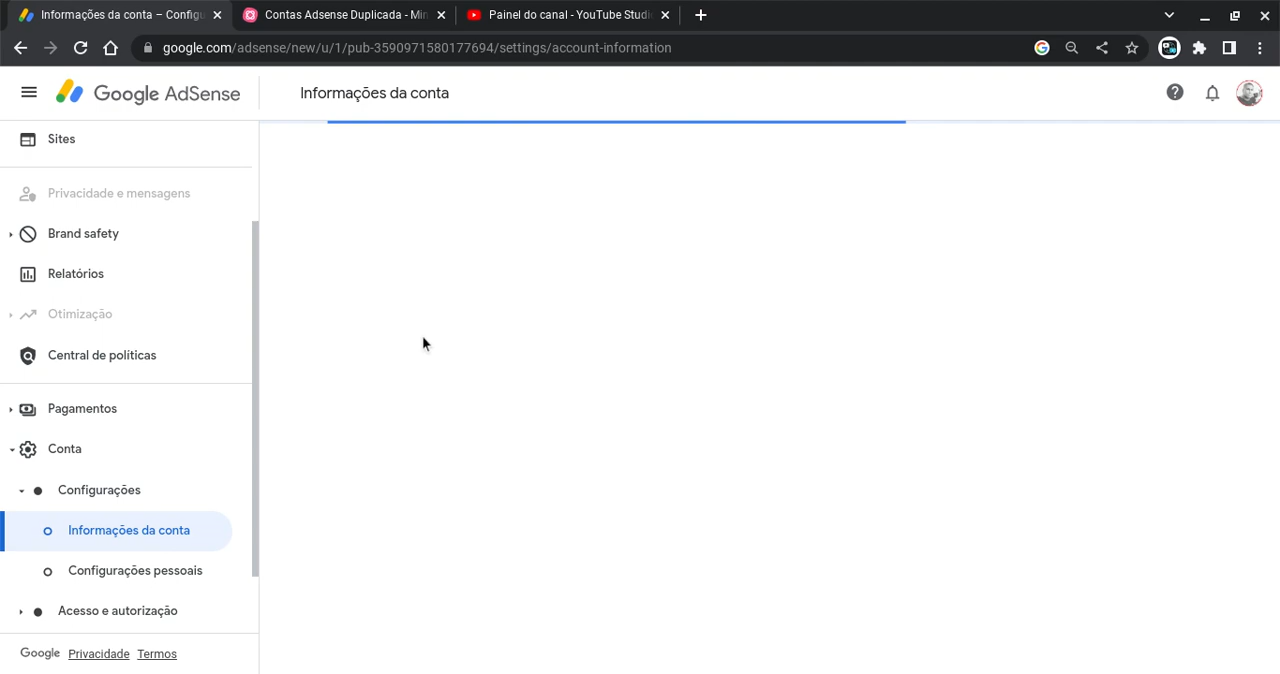 Informações da conta – Configu
Contas Adsense Duplicada - Min
Painel do canal - YouTube Studi
google.com/adsense/new/u/1/pub-3590971580177694/settings/account-information
Google AdSense
Informações da conta
Sites
Privacidade e mensagens
Brand safety
Relatórios
Otimização
Central de políticas
Pagamentos
Conta
Configurações
Informações da conta
Configurações pessoais
Acesso e autorização
Google Privacidade Termos